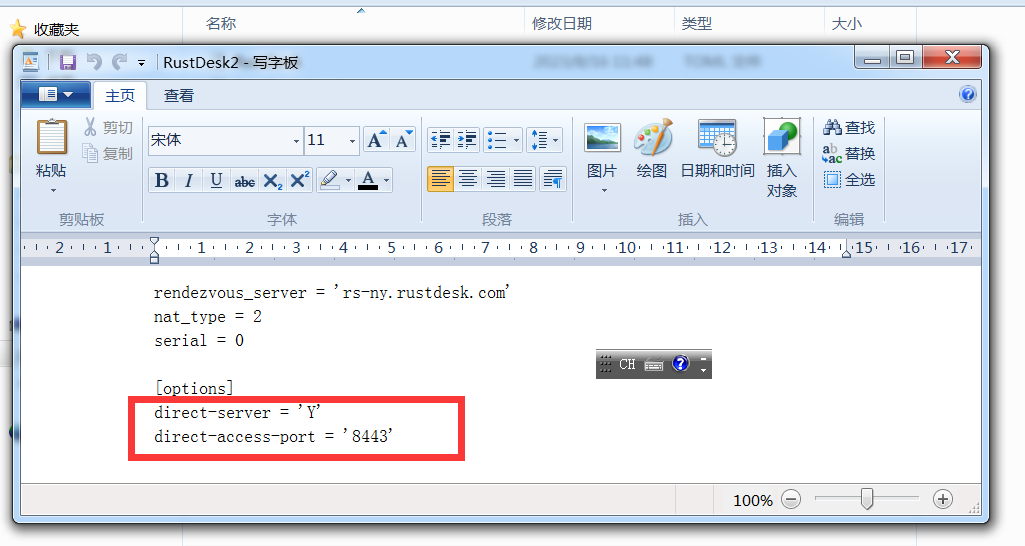 收藏夹
名称 修改日期 类型 大小
RustDesk2 - 写字板
主页 查看
粘贴
剪切
复制
剪贴板
宋体 11
A A
B I U abc X2 X2 A
字体
段落
图片
绘图
日期和时间
插入
对象
插入
查找
ab
ac
替换
全选
编辑
2 1 1 2 3 4 5 6 7 8 9 10 11 12 13 14 15 16 17
rendezvous_server = 'rs-ny.rustdesk.com'
nat_type = 2
serial = 0
CH
[options]
direct-server = 'Y'
direct-access-port = '8443'
100%